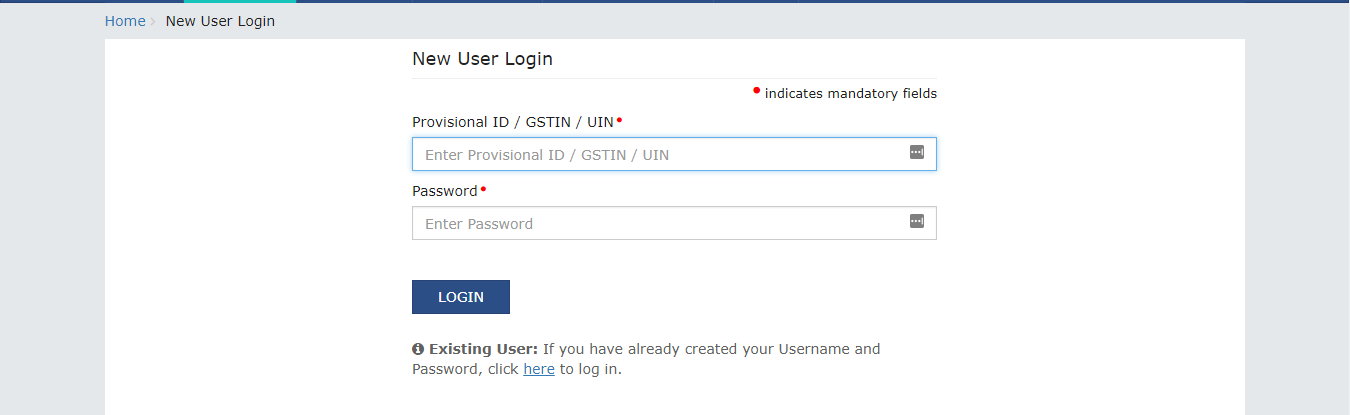 Home › New User Login
New User Login
• indicates mandatory fields
Provisional ID / GSTIN / UIN•
Enter Provisional ID / GSTIN / UIN
Password•
Enter Password
LOGIN
Existing User: If you have already created your Username and
Password, click here to log in.